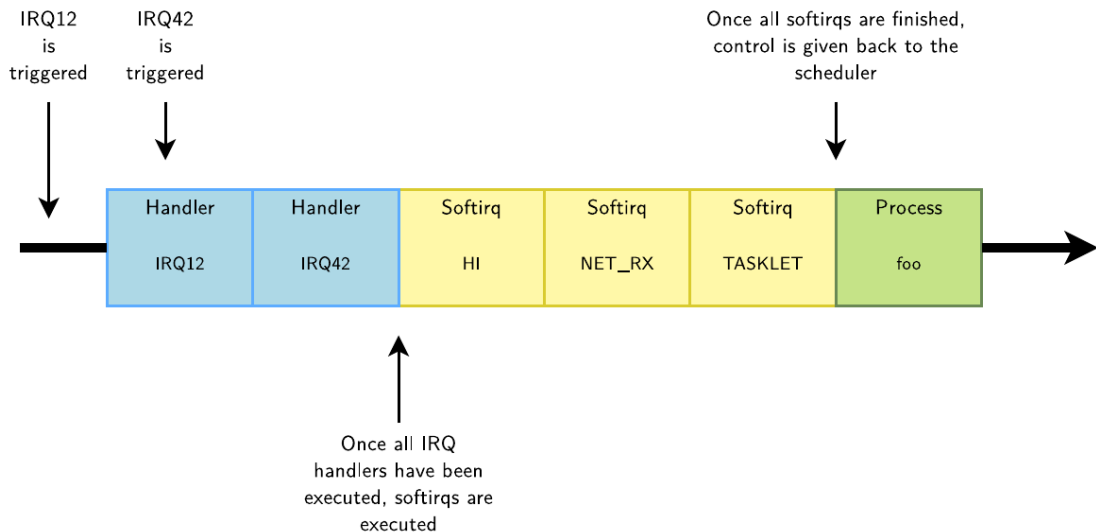 IRQ12
is
triggered
IRQ42
is
triggered
Once all softirqs are finished,
control is given back to the
scheduler
Handler
IRQ12
Handler
IRQ42
Softirq
HI
Softirq
NET_RX
Softirq
TASKLET
Process
foo
Once all IRQ
handlers have been
executed, softirqs are
executed